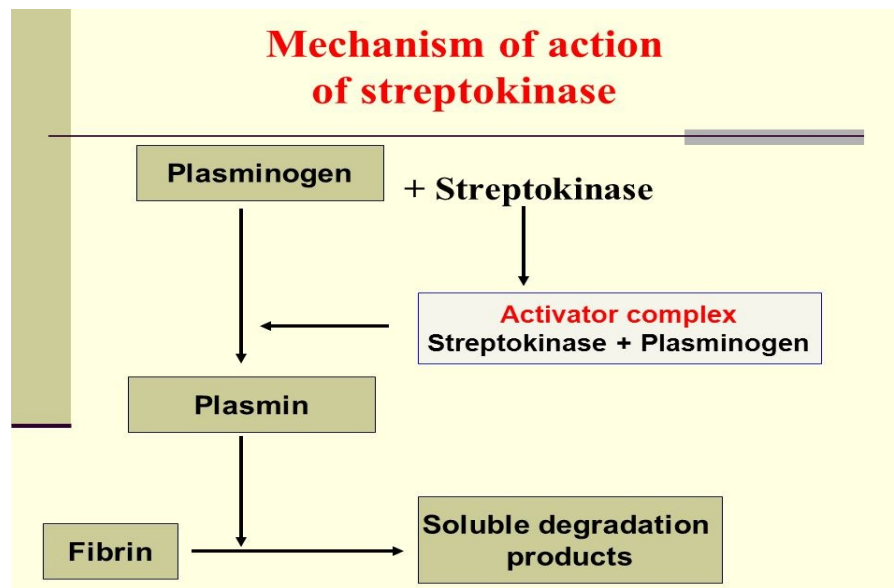 Mechanism of action
of streptokinase
Plasminogen
+ Streptokinase
Activator complex
Streptokinase + Plasminogen
Plasmin
Fibrin
Soluble degradation
products